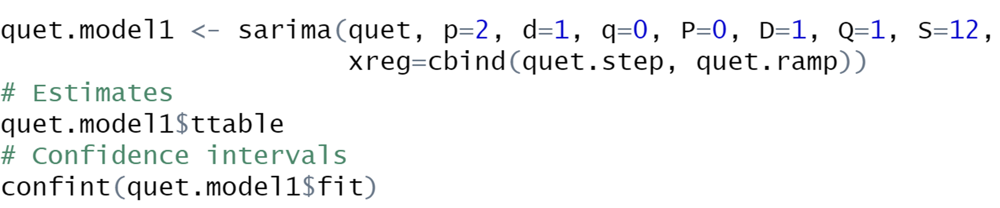 quet.model1 <- sarima(quet, p=2, d=1, q=0, P=0, D=1, Q=1, S=12,
xreg=cbind(quet.step, quet.ramp))
# Estimates
quet.model1$ttable
# Confidence intervals
confint(quet.model1$fit)